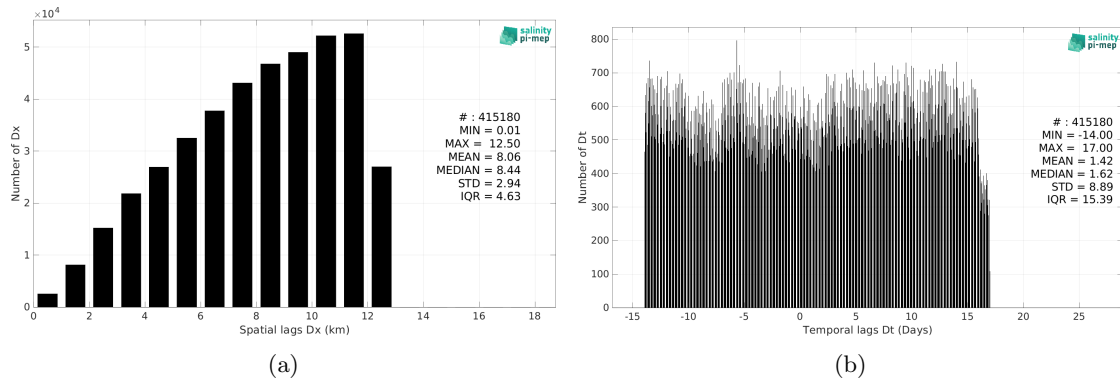 ×10⁴
5
4
3
2
1
0
Number of Dx
0 2 4 6 8 10 12 14 16 18
Spatial lags Dx (km)
salinity
pi-mep
# : 415180
MIN = 0.01
MAX = 12.50
MEAN = 8.06
MEDIAN = 8.44
STD = 2.94
IQR = 4.63
(a)
800
700
600
500
400
300
200
100
0
Number of Dt
-15 -10 -5 0 5 10 15 20 25
Temporal lags Dt (Days)
salinity
pi-mep
# : 415180
MIN = -14.00
MAX = 17.00
MEAN = 1.42
MEDIAN = 1.62
STD = 8.89
IQR = 15.39
(b)